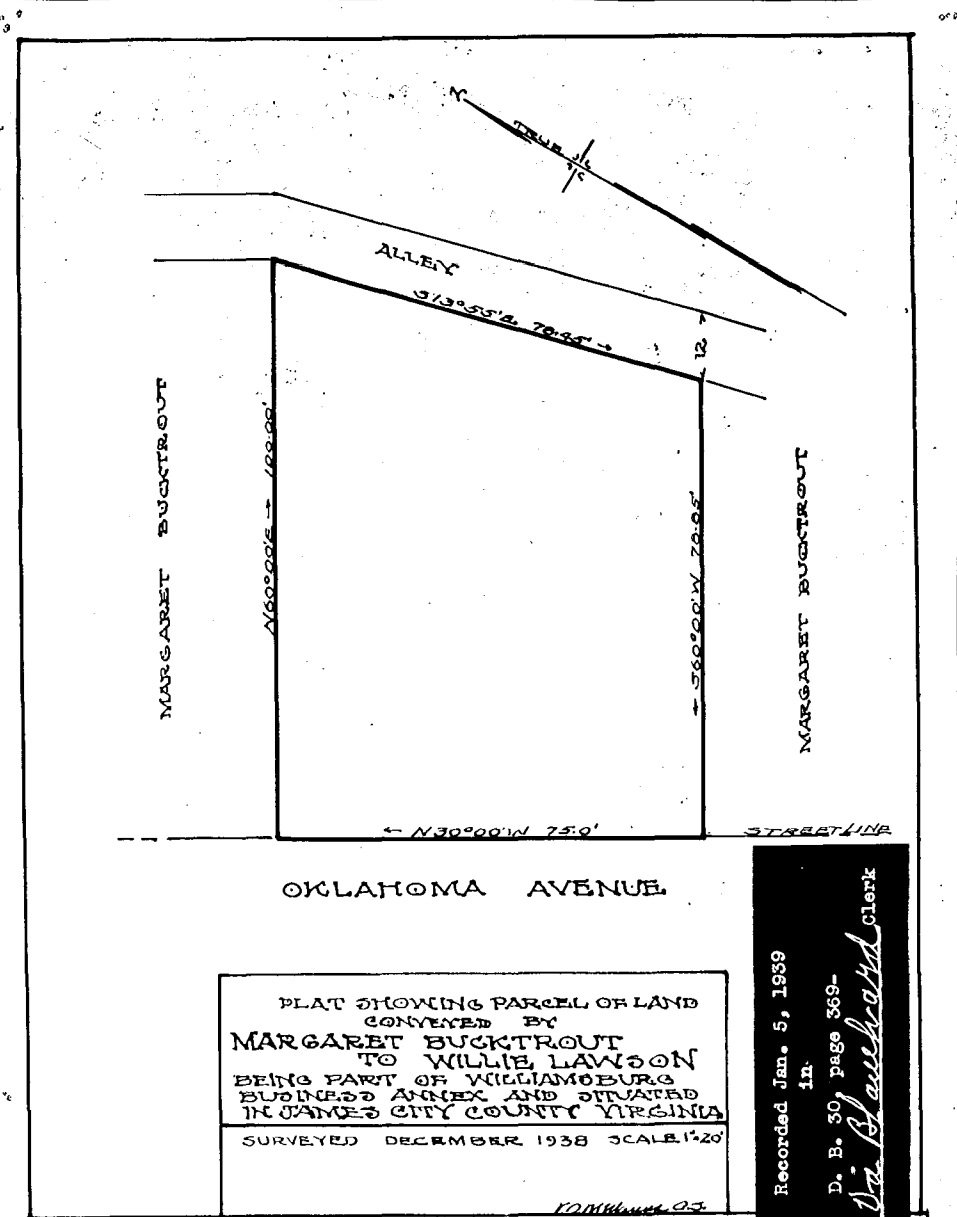 TRUE
ALLEY
S13°55'E. 78.45'
12
MARGARET BUCKTROUT
N60°00'E 100.00'
S60°00'W 78.05'
MARGARET BUCKTROUT
N30°00'W 75.0'
STREET LINE
OKLAHOMA AVENUE
PLAT SHOWING PARCEL OF LAND
CONVEYED BY
MARGARET BUCKTROUT
TO WILLIE LAWSON
BEING PART OF WILLIAMSBURG
BUSINESS ANNEX AND SITUATED
IN JAMES CITY COUNTY VIRGINIA
SURVEYED DECEMBER 1938 SCALE 1"=20'
Recorded Jan. 5, 1939
in
D. B. 30, page 369-
Clerk